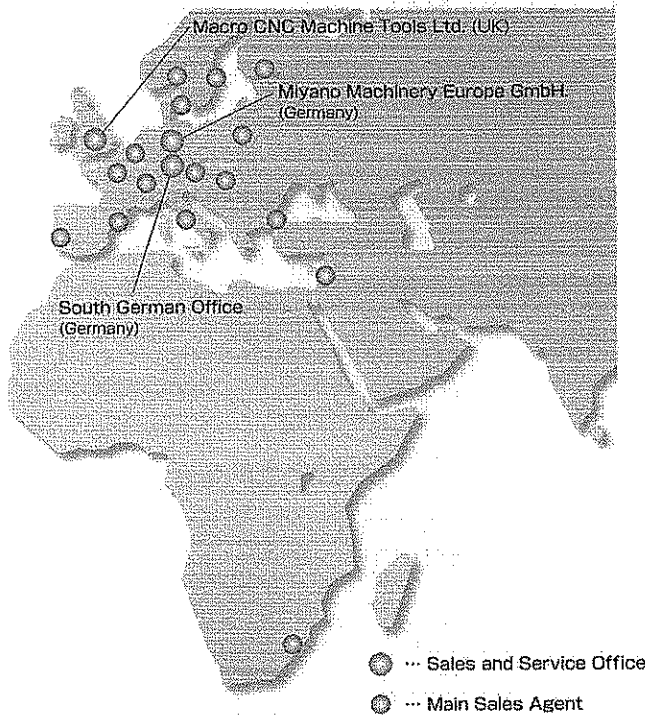 Macro CNC Machine Tools Ltd. (UK)
Miyano Machinery Europe GmbH.
(Germany)
South German Office
(Germany)
··· Sales and Service Office
··· Main Sales Agent